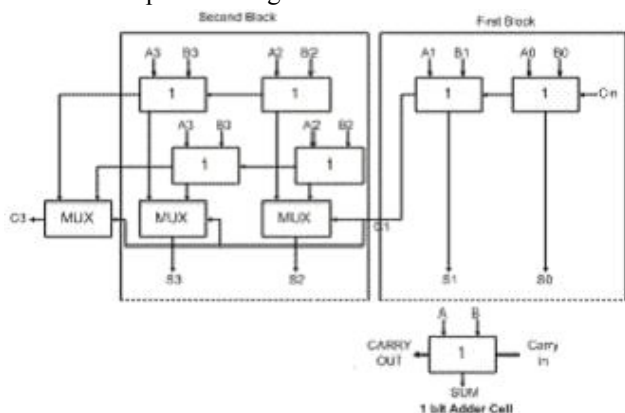 Second Block
First Block
A3 B3 A2 B2 A1 B1 A0 B0
1 1 1 1 Cin
A3 B3 A2 B2
1 1
C3 MUX MUX MUX C1
S3 S2 S1 S0
A B
CARRY OUT 1 Carry In
SUM
1 bit Adder Cell